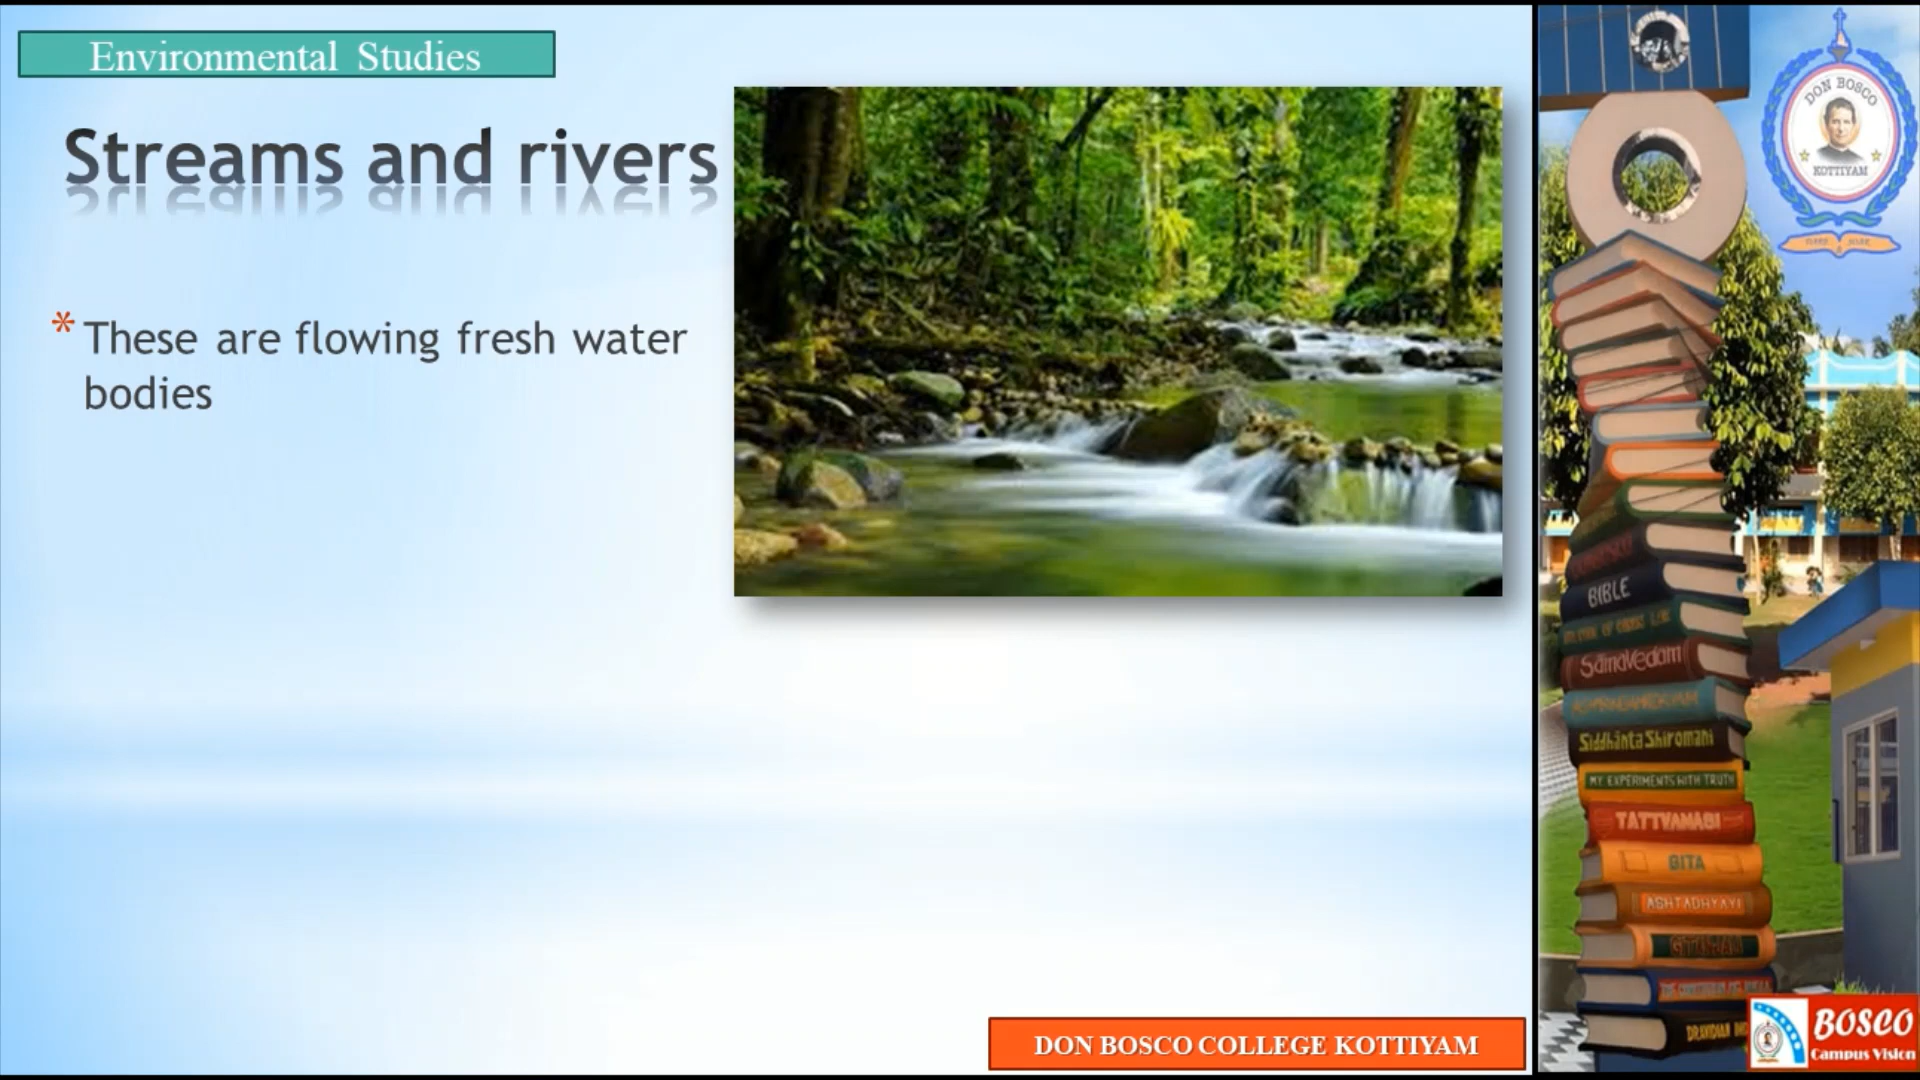 Environmental Studies
Streams and rivers
* These are flowing fresh water
bodies
DON BOSCO COLLEGE KOTTIYAM
DON BOSCO
KOTTIYAM
BIBLE
SamaVedam
Siddhanta Shiromani
MY EXPERIMENTS WITH TRUTH
TATTVAMASI
GITA
ASHTADHYAYI
GITANJALI
BOSCO
Campus Vision